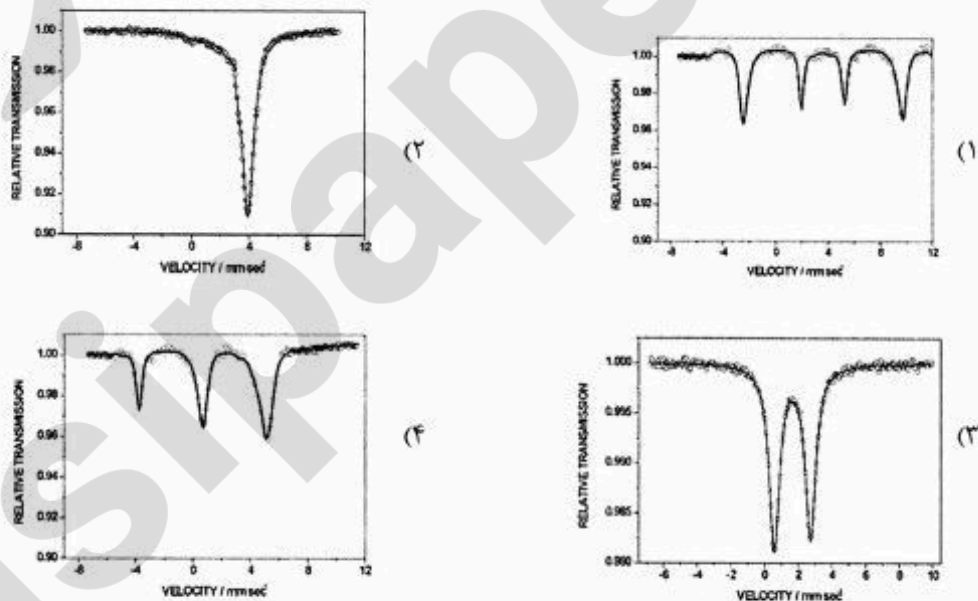 1.00
0.98
0.96
0.94
0.92
0.90
RELATIVE TRANSMISSION
-8 -4 0 4 8 12
VELOCITY / mm sec
(۲
1.00
0.98
0.96
0.94
0.92
0.90
RELATIVE TRANSMISSION
-8 -4 0 4 8 12
VELOCITY / mm sec
(۱
1.00
0.98
0.96
0.94
0.92
0.90
RELATIVE TRANSMISSION
-8 -4 0 4 8 12
VELOCITY / mm sec
(۴
1.000
0.995
0.990
0.985
RELATIVE TRANSMISSION
-6 -4 -2 0 2 4 6 8 10
VELOCITY / mm sec
(۳
sipape